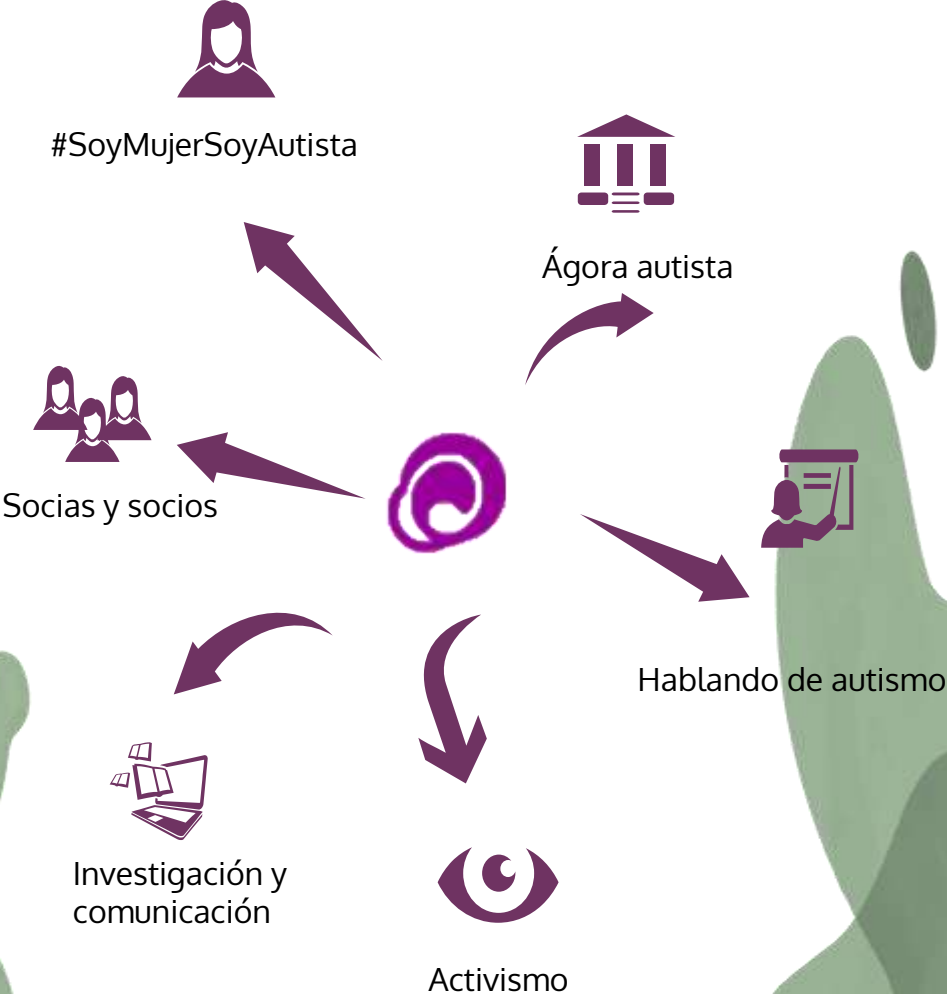 #SoyMujerSoyAutista
Ágora autista
Socias y socios
Hablando de autismo
Investigación y
comunicación
Activismo